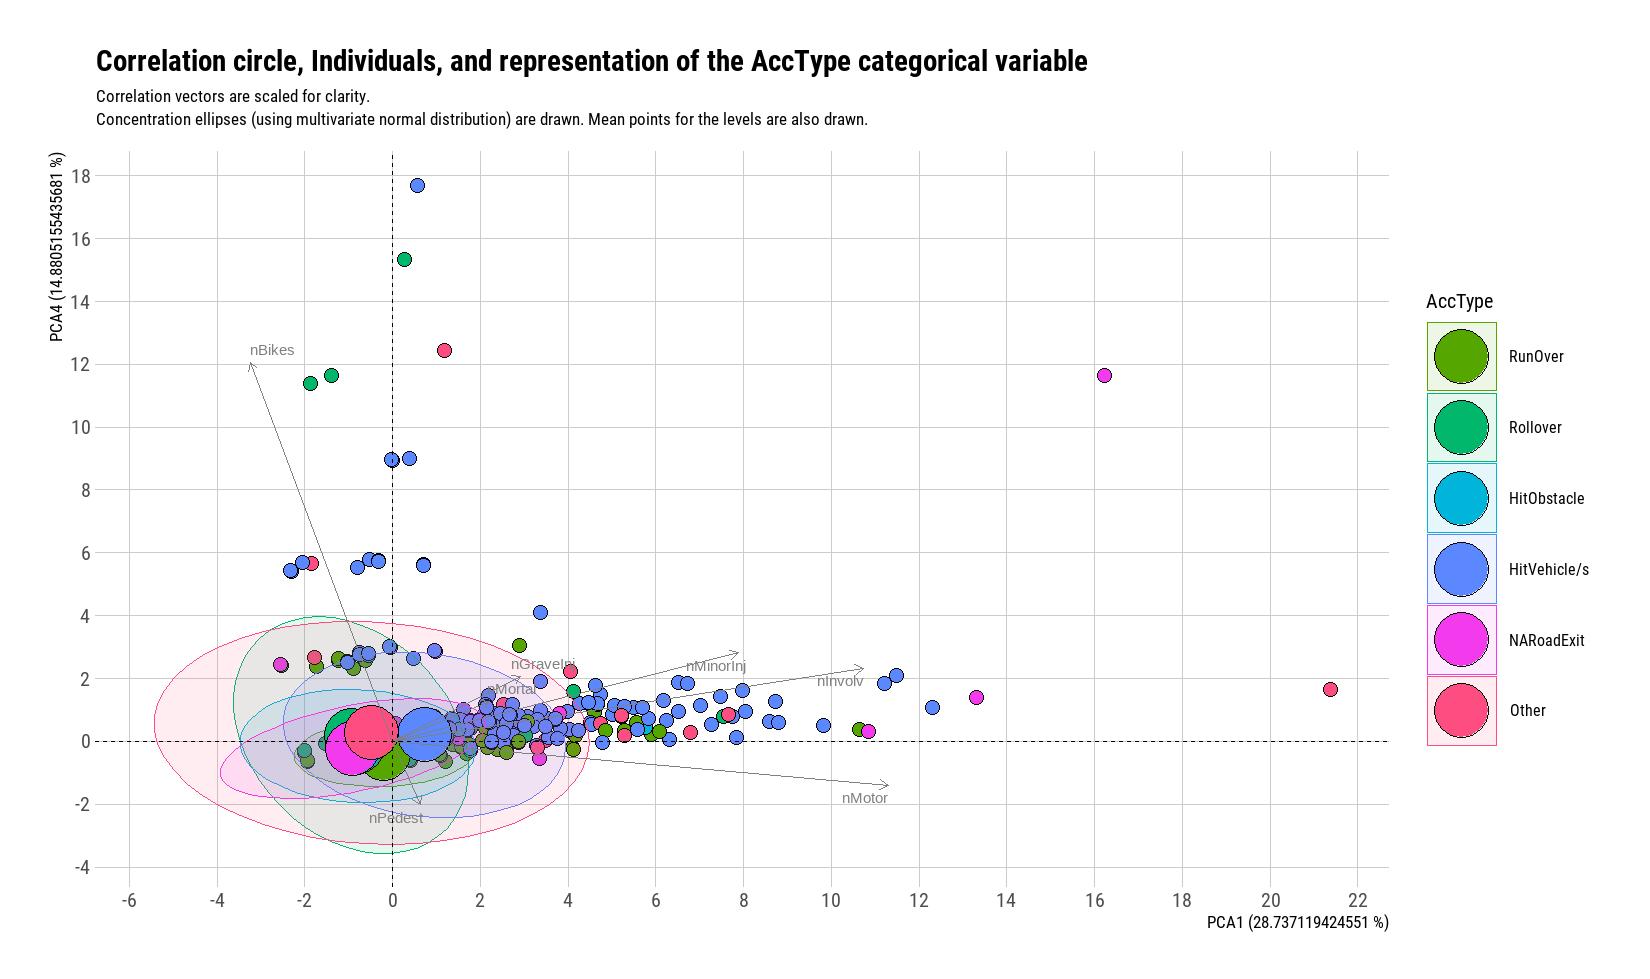 Correlation circle, Individuals, and representation of the AccType categorical variable
Correlation vectors are scaled for clarity.
Concentration ellipses (using multivariate normal distribution) are drawn. Mean points for the levels are also drawn.
PCA4 (14.8805155435681 %)
18
16
14
12
10
8
6
4
2
0
-2
-4
nBikes
nGraveInj
nMinorInj
nInvolv
nMortal
nMotor
nPedest
-6
-4
-2
0
2
4
6
8
10
12
14
16
18
20
22
PCA1 (28.737119424551 %)
AccType
RunOver
Rollover
HitObstacle
HitVehicle/s
NARoadExit
Other